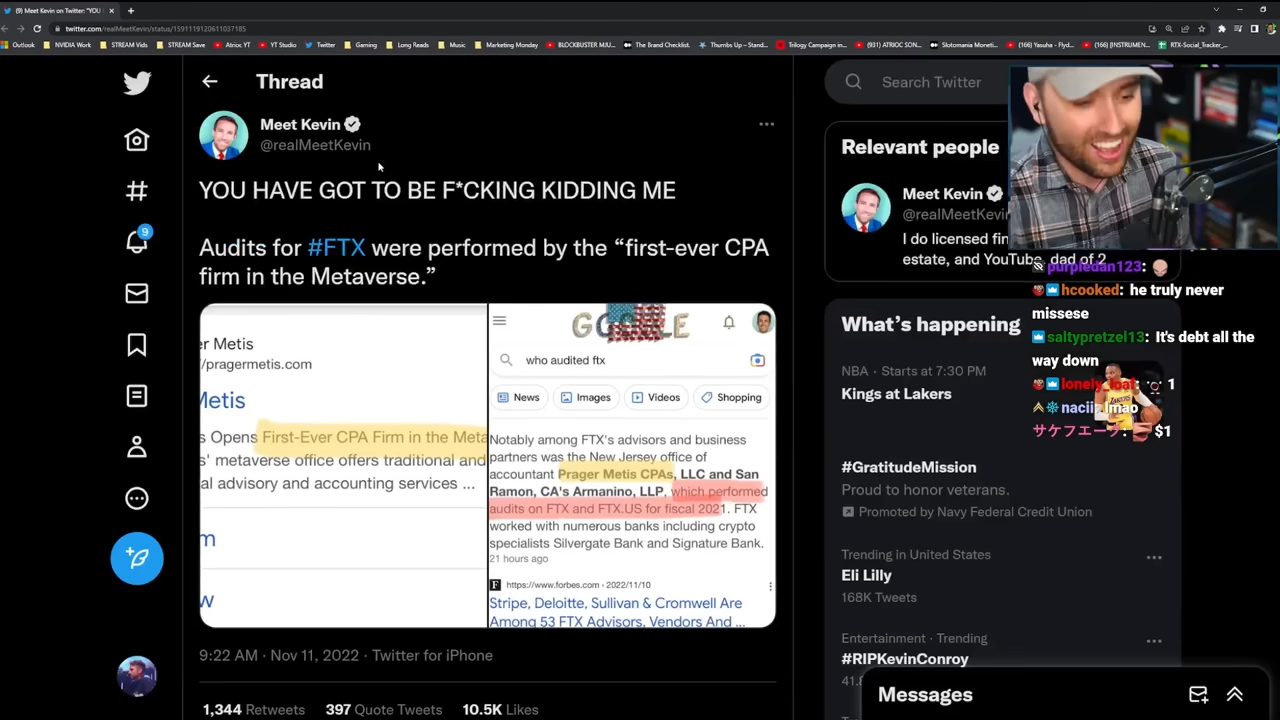 (9) Meet Kevin on Twitter: "YOU
twitter.com/realMeetKevin/status/1591119120611037185
Outlook
NVIDIA Work
STREAM Vids
STREAM Save
Atrioc YT
YT Studio
Twitter
Gaming
Long Reads
Music
Marketing Monday
BLOCKBUSTER MJU...
The Brand Checklist
Thumbs Up – Stand...
Trilogy Campaign in...
(931) ATRIOC SON...
Slotomania Moneti...
(166) Yasuha - Flyd...
(166) [INSTRUMEN...
RTX-Social_Tracker_...
Thread
Meet Kevin
@realMeetKevin
YOU HAVE GOT TO BE F*CKING KIDDING ME
Audits for #FTX were performed by the “first-ever CPA
firm in the Metaverse.”
er Metis
//pragermetis.com
Metis
s Opens First-Ever CPA Firm in the Meta
s' metaverse office offers traditional and
al advisory and accounting services ...
m
w
GOOGLE
who audited ftx
News
Images
Videos
Shopping
Notably among FTX's advisors and business
partners was the New Jersey office of
accountant Prager Metis CPAs, LLC and San
Ramon, CA's Armanino, LLP, which performed
audits on FTX and FTX.US for fiscal 2021. FTX
worked with numerous banks including crypto
specialists Silvergate Bank and Signature Bank.
21 hours ago
F
https://www.forbes.com › 2022/11/10
Stripe, Deloitte, Sullivan & Cromwell Are
Among 53 FTX Advisors, Vendors And ...
9:22 AM · Nov 11, 2022 · Twitter for iPhone
1,344 Retweets
397 Quote Tweets
10.5K Likes
9
Search Twitter
Relevant people
Meet Kevin
@realMeetKevin
I do licensed fin
estate, and YouTube, dad of 2
What's happening
NBA · Starts at 7:30 PM
Kings at Lakers
#GratitudeMission
Proud to honor veterans.
Promoted by Navy Federal Credit Union
Trending in United States
Eli Lilly
168K Tweets
Entertainment · Trending
#RIPKevinConroy
41.8
Messages
purpledan123:
hcooked: he truly never
missese
saltypretzel13: It's debt all the
way down
lonely_loaf: 1
naciiz: lmao
サケフエーク: $1